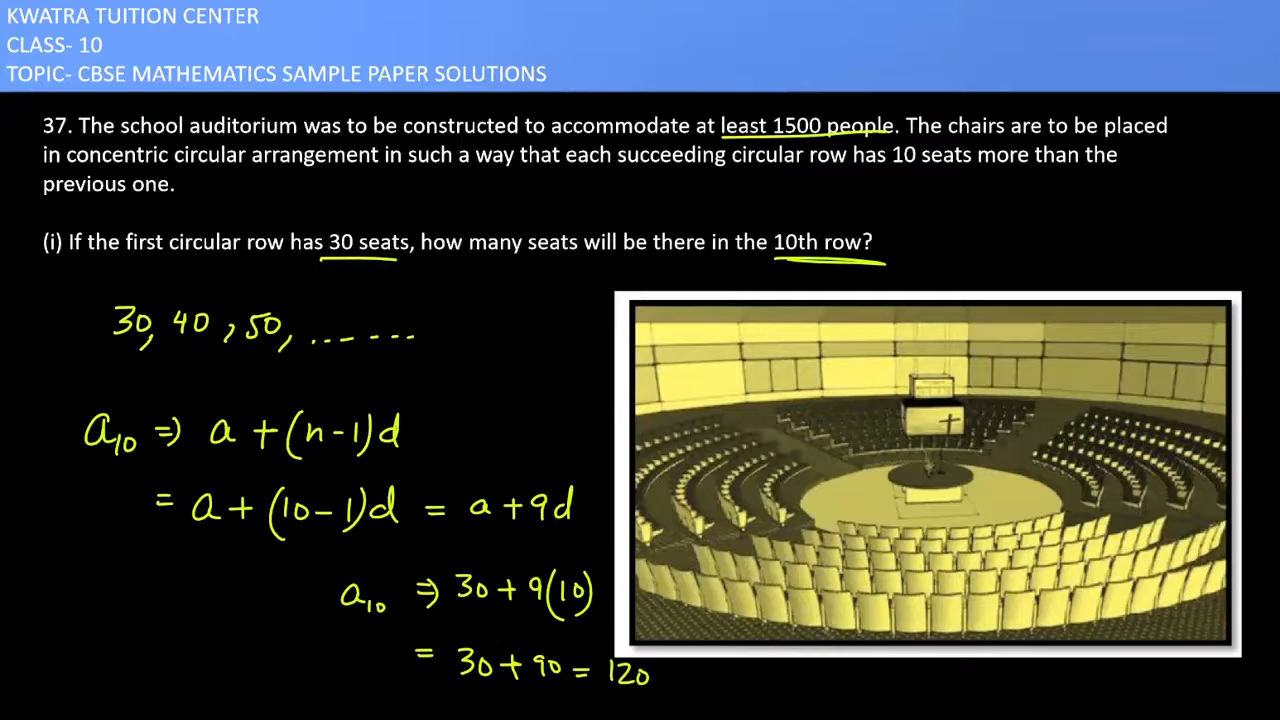 KWATRA TUITION CENTER
CLASS- 10
TOPIC- CBSE MATHEMATICS SAMPLE PAPER SOLUTIONS
37. The school auditorium was to be constructed to accommodate at least 1500 people. The chairs are to be placed
in concentric circular arrangement in such a way that each succeeding circular row has 10 seats more than the
previous one.
(i) If the first circular row has 30 seats, how many seats will be there in the 10th row?
30, 40, 50, ... ...
a₁₀ ⇒ a + (n-1)d
= a + (10-1)d = a + 9d
a₁₀ ⇒ 30 + 9(10)
= 30 + 90 = 120